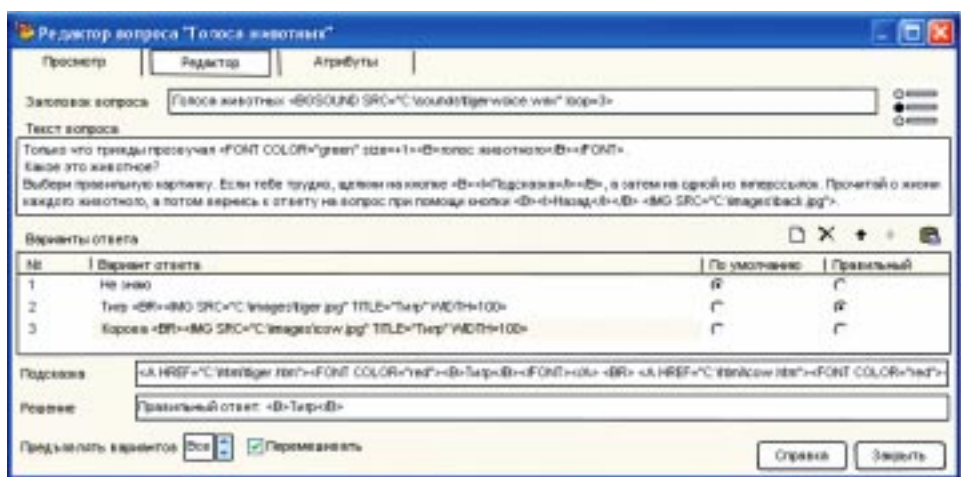 Редактор вопроса "Голоса животных"
Просмотр Редактор Атрибуты
Заголовок вопроса Голоса животных <BGSOUND SRC="C:\sounds\tigervoice.wav" loop=3>
Текст вопроса
Только что трижды прозвучал <FONT COLOR="green" size=+1><B>голос животного</B></FONT>.
Какое это животное?
Выбери правильную картинку. Если тебе трудно, щелкни на кнопке <B><I>Подсказка</I></B>, а затем на одной из гиперссылок. Прочитай о жизни
каждого животного, а потом вернись к ответу на вопрос при помощи кнопки <B><I>Назад</I></B> <IMG SRC="C:\images\back.jpg">.
Варианты ответа
№ Вариант ответа По умолчанию Правильный
1 Не знаю
2 Тигр <BR><IMG SRC="C:\images\tiger.jpg" TITLE="Тигр" WIDTH=100>
3 Корова <BR><IMG SRC="C:\images\cow.jpg" TITLE="Тигр" WIDTH=100>
Подсказка <A HREF="C:\htm\tiger.htm"><FONT COLOR="red"><B>Тигр</B></FONT></A> <BR> <A HREF="C:\htm\cow.htm"><FONT COLOR="red">
Решение Правильный ответ: <B>Тигр</B>
Предъявлять вариантов Все Перемешивать
Справка Закрыть